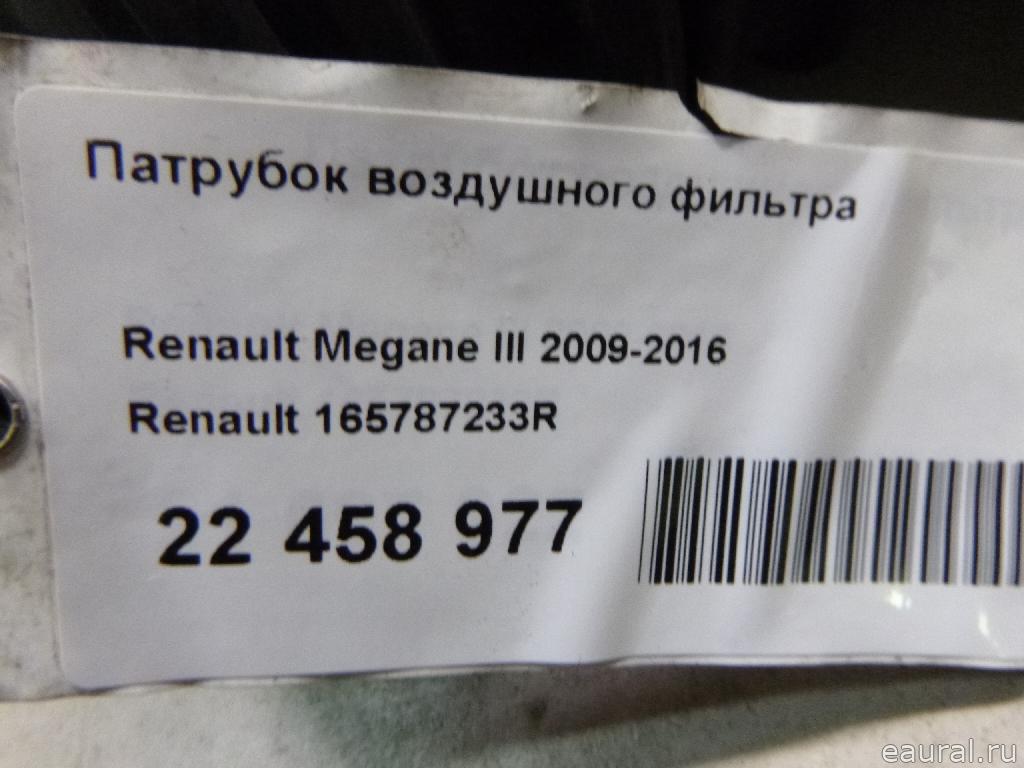 Патрубок воздушного фильтра
Renault Megane III 2009-2016
Renault 165787233R
22 458 977
eaural.ru